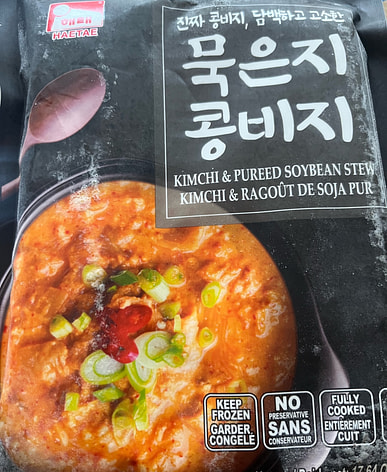 해태
HAETAE
진짜 콩비지, 담백하고 고소한
묵은지
콩비지
KIMCHI & PUREED SOYBEAN STEW
KIMCHI & RAGOÛT DE SOJA PUR
KEEP
FROZEN
GARDER
CONGELÉ
NO
PRESERVATIVE
SANS
CONSERVATEUR
FULLY
COOKED
ENTIÈREMENT
CUIT